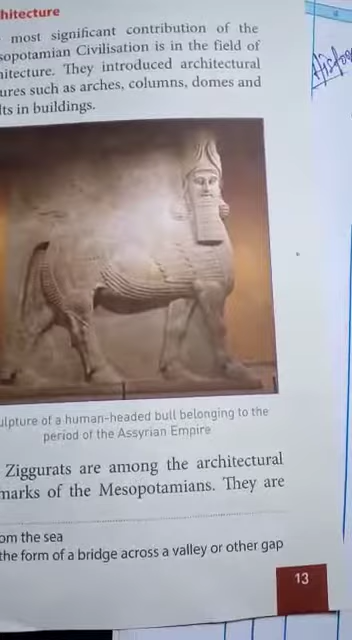 hitecture
most significant contribution of the
sopotamian Civilisation is in the field of
hitecture. They introduced architectural
ures such as arches, columns, domes and
lts in buildings.
ulpture of a human-headed bull belonging to the
period of the Assyrian Empire
Ziggurats are among the architectural
marks of the Mesopotamians. They are
om the sea
the form of a bridge across a valley or other gap
13